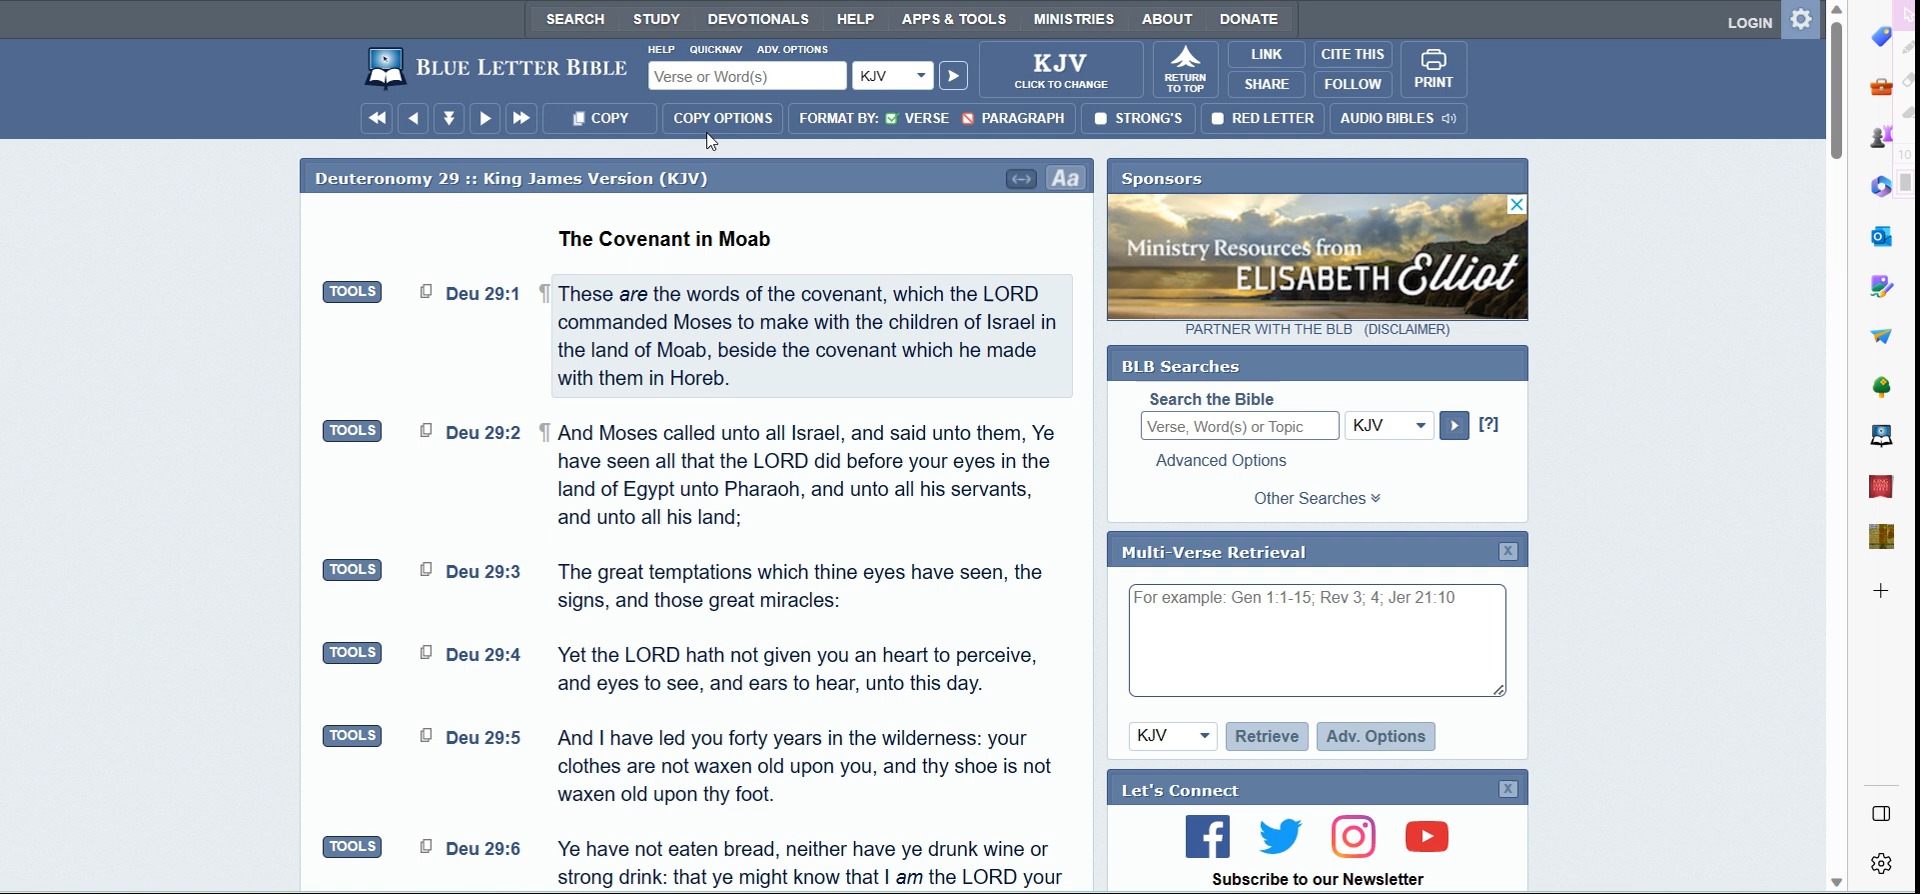 SEARCH STUDY DEVOTIONALS HELP APPS & TOOLS MINISTRIES ABOUT DONATE
LOGIN
BLUE LETTER BIBLE
HELP QUICKNAV ADV. OPTIONS
Verse or Word(s) KJV
KJV
CLICK TO CHANGE
RETURN
TO TOP
LINK
SHARE
CITE THIS
FOLLOW
PRINT
COPY COPY OPTIONS FORMAT BY: VERSE PARAGRAPH STRONG'S RED LETTER AUDIO BIBLES
Deuteronomy 29 :: King James Version (KJV)
Aa
The Covenant in Moab
TOOLS Deu 29:1 ¶ These are the words of the covenant, which the LORD
commanded Moses to make with the children of Israel in
the land of Moab, beside the covenant which he made
with them in Horeb.
TOOLS Deu 29:2 ¶ And Moses called unto all Israel, and said unto them, Ye
have seen all that the LORD did before your eyes in the
land of Egypt unto Pharaoh, and unto all his servants,
and unto all his land;
TOOLS Deu 29:3 The great temptations which thine eyes have seen, the
signs, and those great miracles:
TOOLS Deu 29:4 Yet the LORD hath not given you an heart to perceive,
and eyes to see, and ears to hear, unto this day.
TOOLS Deu 29:5 And I have led you forty years in the wilderness: your
clothes are not waxen old upon you, and thy shoe is not
waxen old upon thy foot.
TOOLS Deu 29:6 Ye have not eaten bread, neither have ye drunk wine or
strong drink: that ye might know that I am the LORD your
Sponsors
Ministry Resources from
ELISABETH Elliot
PARTNER WITH THE BLB (DISCLAIMER)
BLB Searches
Search the Bible
Verse, Word(s) or Topic KJV [?]
Advanced Options
Other Searches
Multi-Verse Retrieval X
For example: Gen 1:1-15; Rev 3; 4; Jer 21:10
KJV Retrieve Adv. Options
Let's Connect X
Subscribe to our Newsletter
10